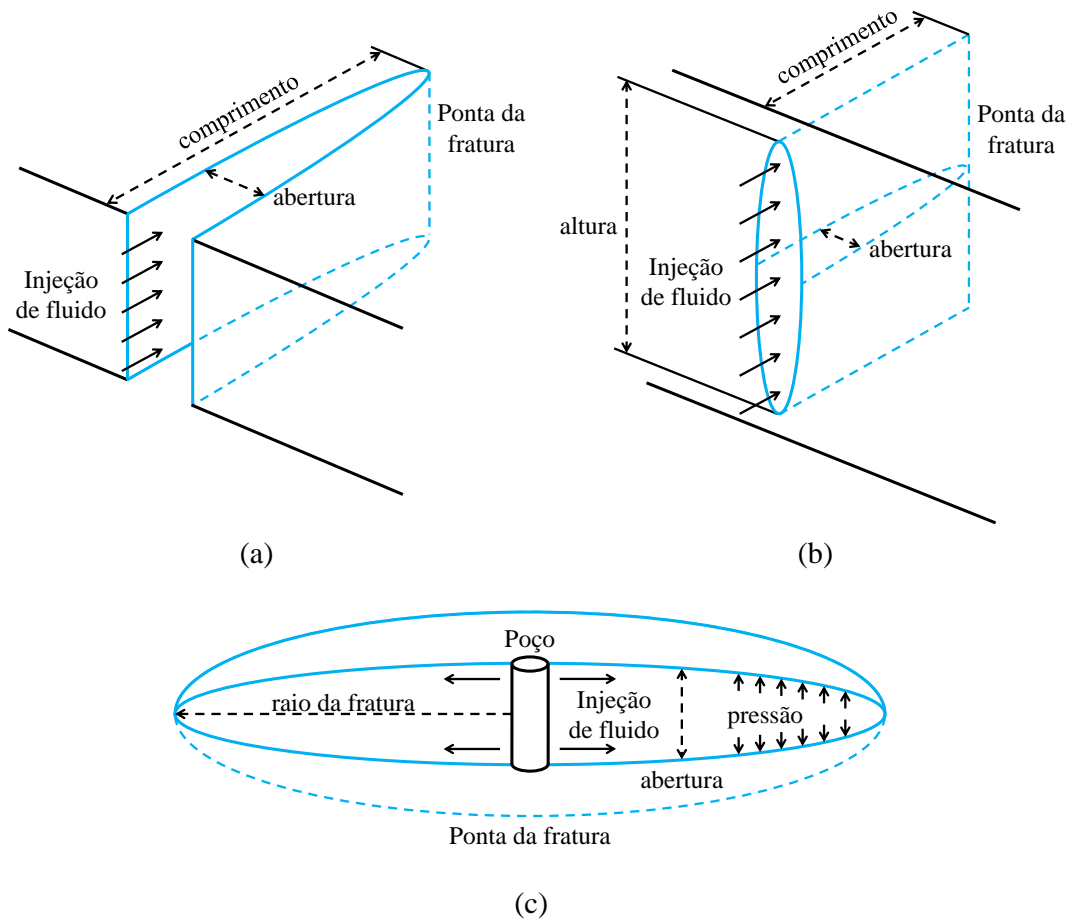 comprimento
Ponta da
fratura
abertura
Injeção
de fluido
(a)
comprimento
Ponta da
fratura
altura
Injeção
de fluido
abertura
(b)
Poço
raio da fratura
Injeção
de fluido
pressão
abertura
Ponta da fratura
(c)